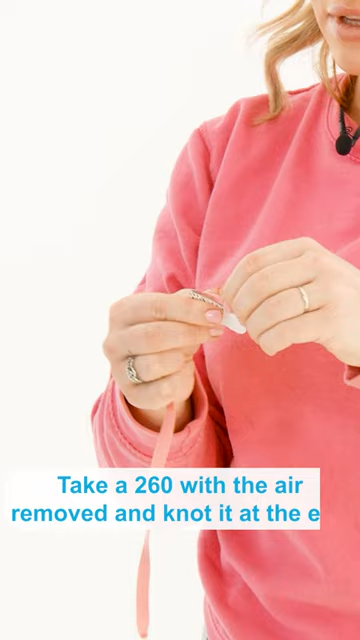 Take a 260 with the air
removed and knot it at the e